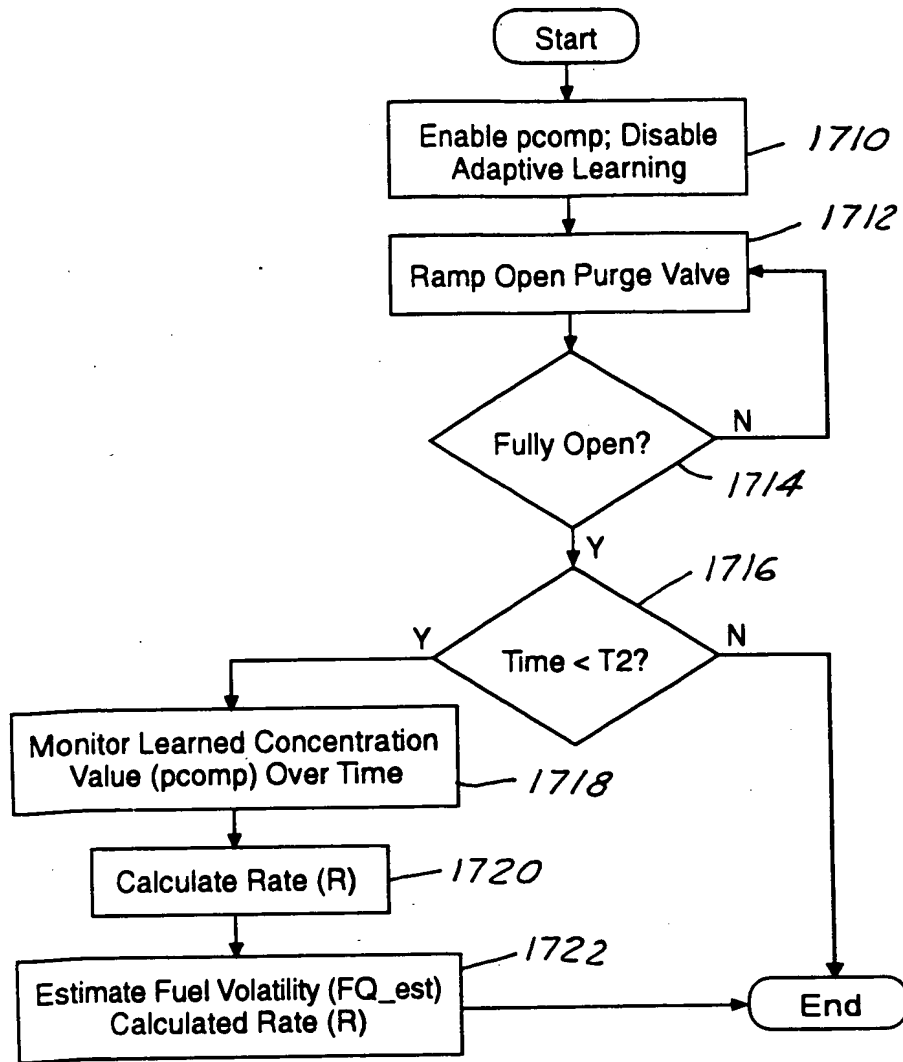 Start
Enable pcomp; Disable
Adaptive Learning
1710
1712
Ramp Open Purge Valve
Fully Open?
N
1714
Y
1716
Y
N
Time < T2?
Monitor Learned Concentration
Value (pcomp) Over Time
1718
Calculate Rate (R)
1720
1722
Estimate Fuel Volatility (FQ_est)
Calculated Rate (R)
End